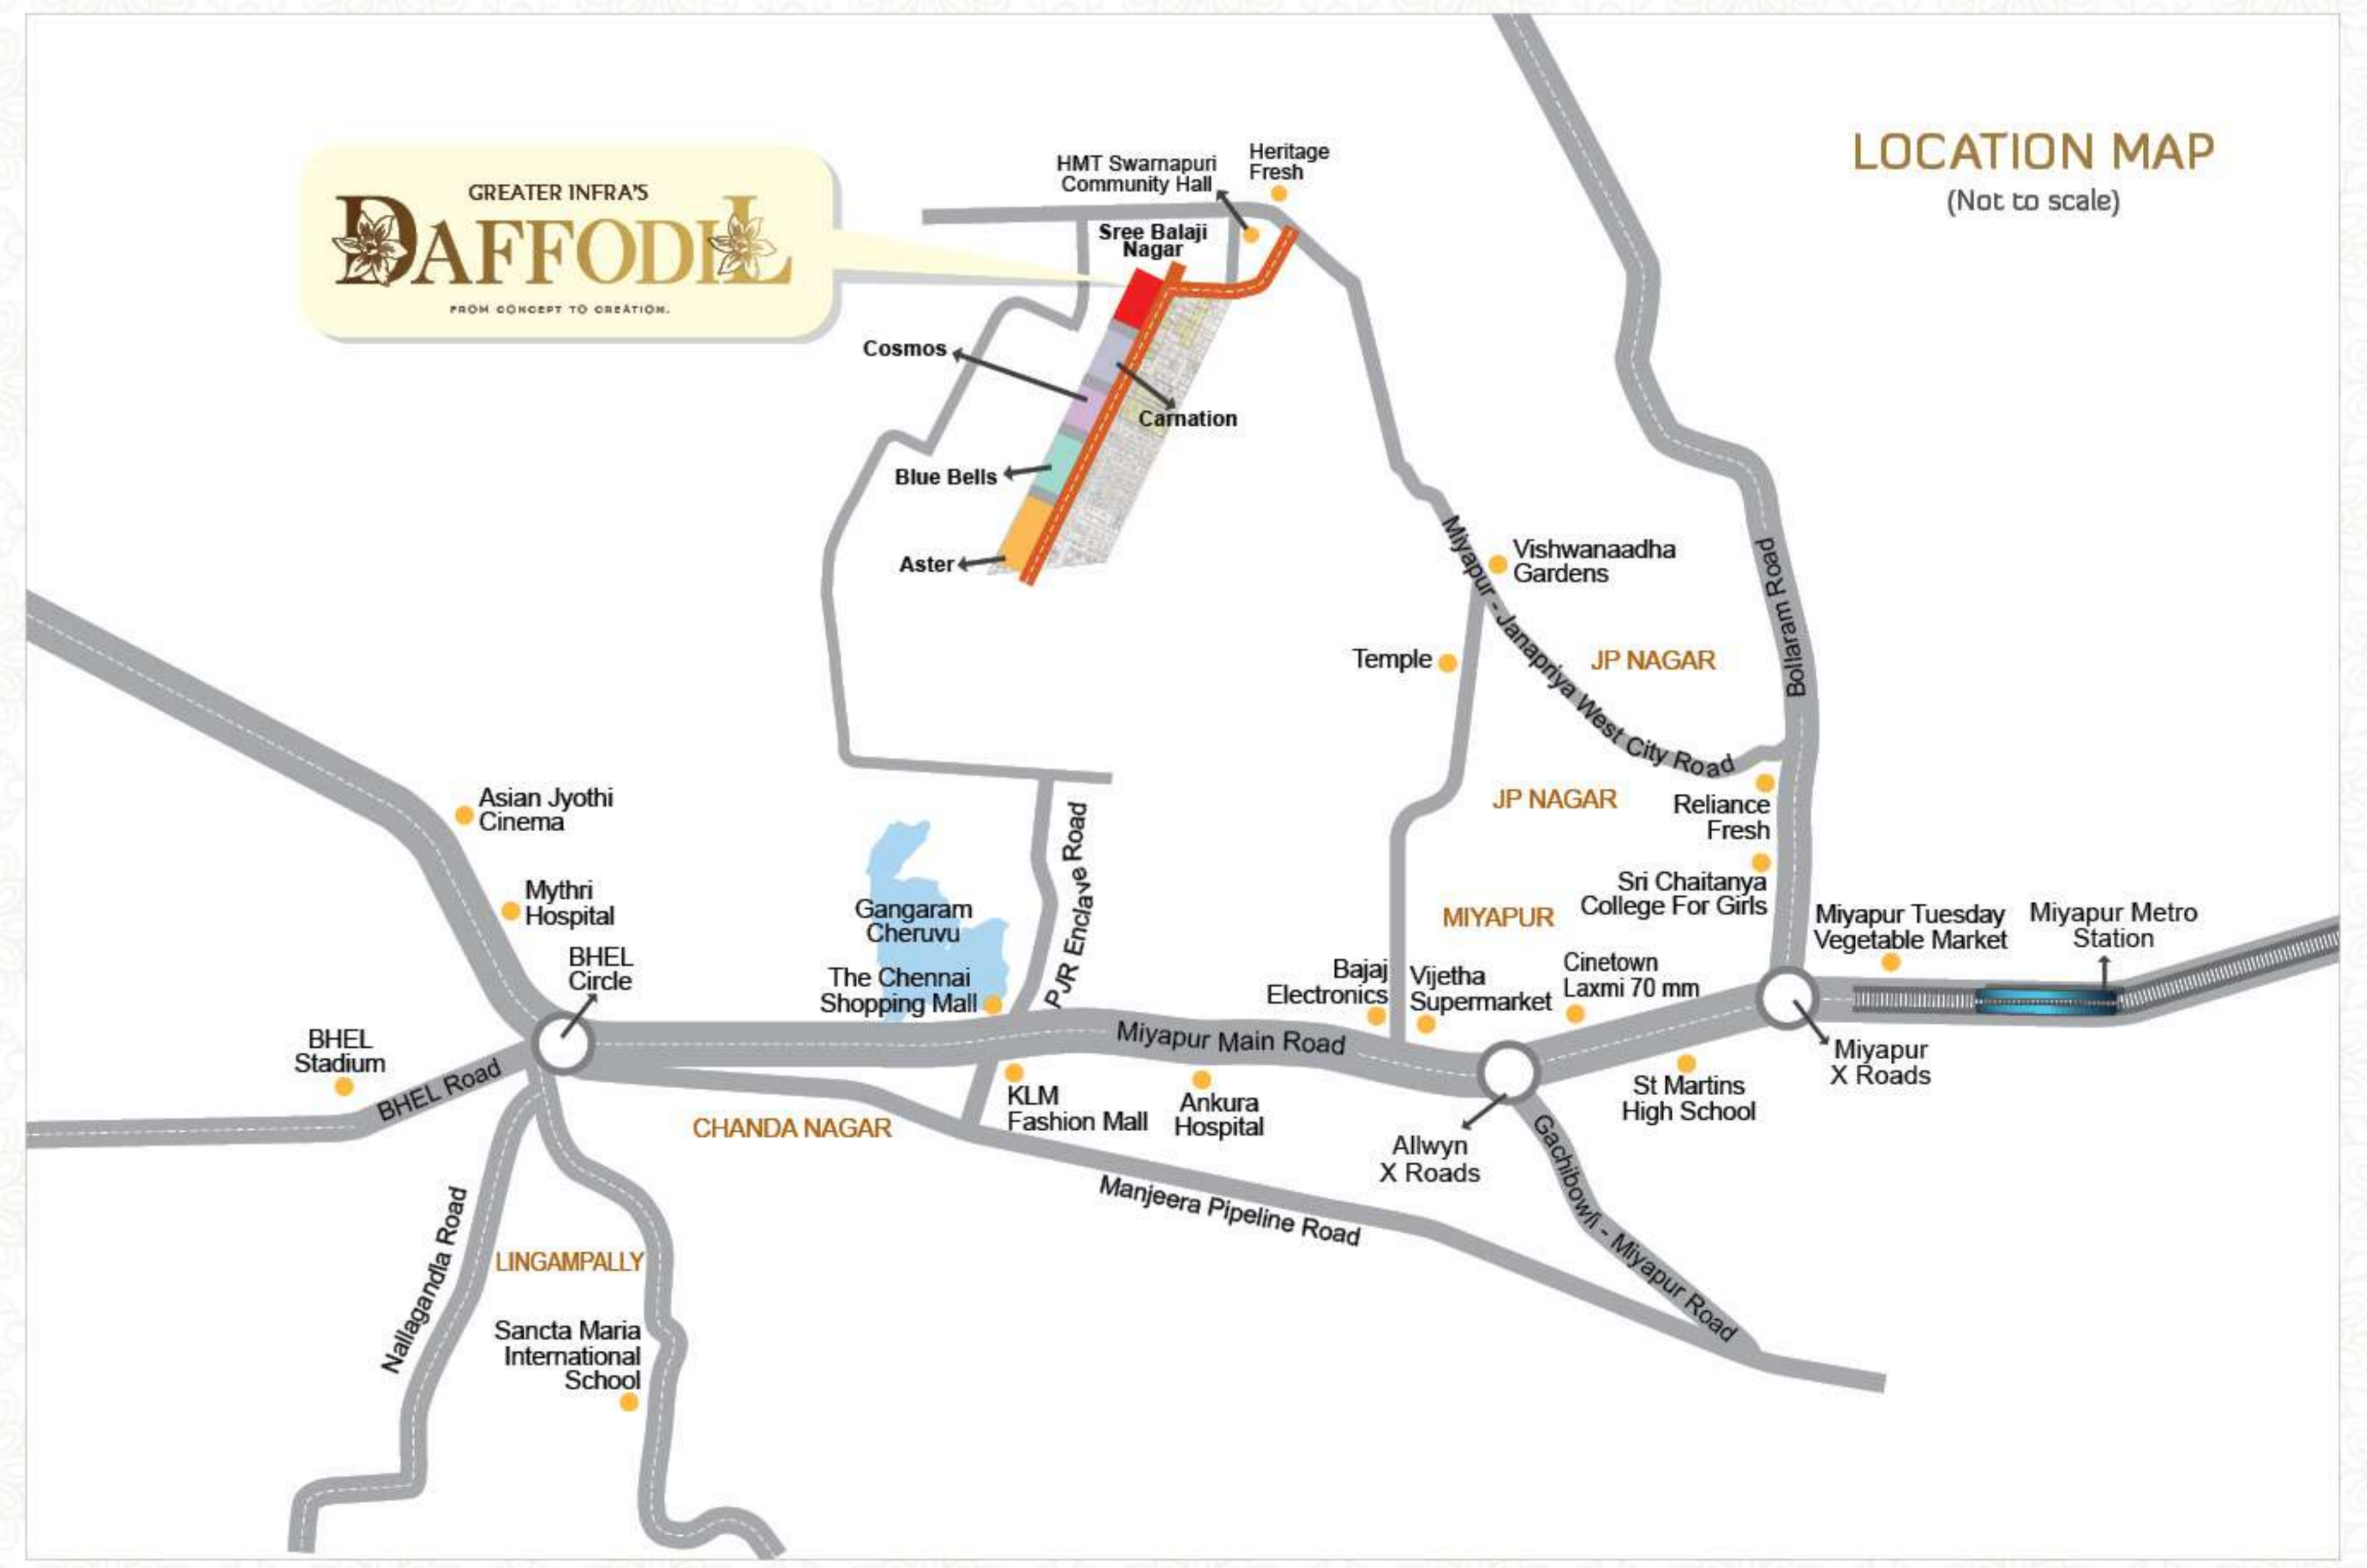 LOCATION MAP
(Not to scale)
GREATER INFRA'S
DAFFODIL
FROM CONCEPT TO CREATION.
HMT Swarnapuri
Community Hall
Heritage
Fresh
Sree Balaji
Nagar
Cosmos
Carnation
Blue Bells
Aster
Miyapur - Janapriya West City Road
Vishwanaadha
Gardens
Bollaram Road
Temple
JP NAGAR
JP NAGAR
Reliance
Fresh
Asian Jyothi
Cinema
Mythri
Hospital
BHEL
Circle
Gangaram
Cheruvu
The Chennai
Shopping Mall
PJR Enclave Road
MIYAPUR
Sri Chaitanya
College For Girls
Miyapur Tuesday
Vegetable Market
Miyapur Metro
Station
Bajaj
Electronics
Vijetha
Supermarket
Cinetown
Laxmi 70 mm
BHEL
Stadium
BHEL Road
Miyapur Main Road
Miyapur
X Roads
CHANDA NAGAR
KLM
Fashion Mall
Ankura
Hospital
St Martins
High School
Allwyn
X Roads
Gachibowli - Miyapur Road
Manjeera Pipeline Road
Nallagandla Road
LINGAMPALLY
Sancta Maria
International
School